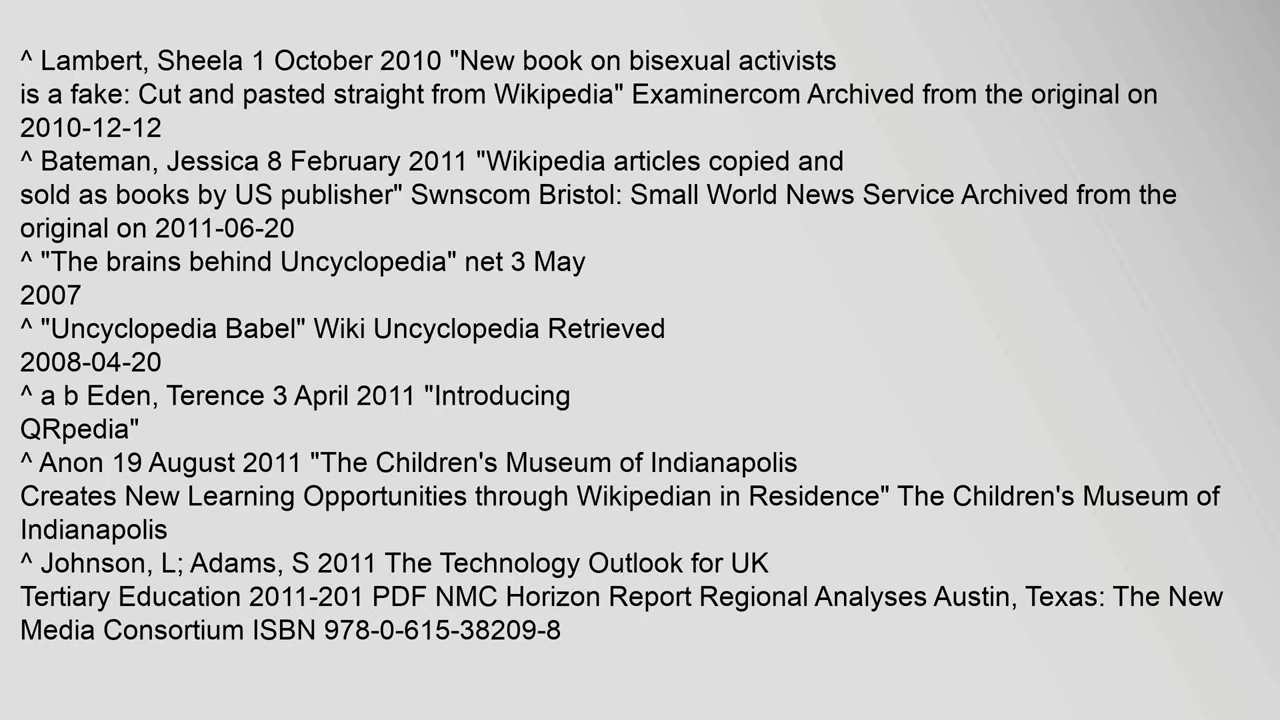 ^ Lambert, Sheela 1 October 2010 "New book on bisexual activists
is a fake: Cut and pasted straight from Wikipedia" Examinercom Archived from the original on
2010-12-12
^ Bateman, Jessica 8 February 2011 "Wikipedia articles copied and
sold as books by US publisher" Swnscom Bristol: Small World News Service Archived from the
original on 2011-06-20
^ "The brains behind Uncyclopedia" net 3 May
2007
^ "Uncyclopedia Babel" Wiki Uncyclopedia Retrieved
2008-04-20
^ a b Eden, Terence 3 April 2011 "Introducing
QRpedia"
^ Anon 19 August 2011 "The Children's Museum of Indianapolis
Creates New Learning Opportunities through Wikipedian in Residence" The Children's Museum of
Indianapolis
^ Johnson, L; Adams, S 2011 The Technology Outlook for UK
Tertiary Education 2011-201 PDF NMC Horizon Report Regional Analyses Austin, Texas: The New
Media Consortium ISBN 978-0-615-38209-8